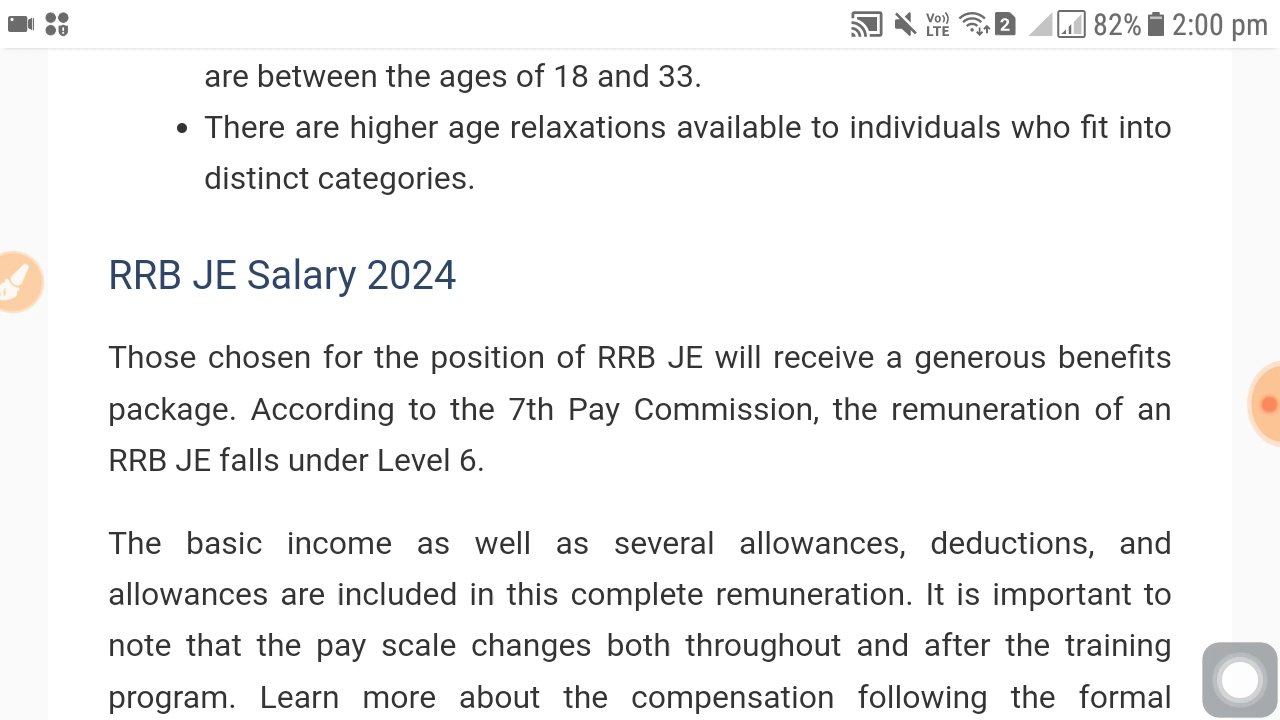 Vo))
LTE
2
82%
2:00 pm
are between the ages of 18 and 33.
• There are higher age relaxations available to individuals who fit into
distinct categories.
RRB JE Salary 2024
Those chosen for the position of RRB JE will receive a generous benefits
package. According to the 7th Pay Commission, the remuneration of an
RRB JE falls under Level 6.
The basic income as well as several allowances, deductions, and
allowances are included in this complete remuneration. It is important to
note that the pay scale changes both throughout and after the training
program. Learn more about the compensation following the formal